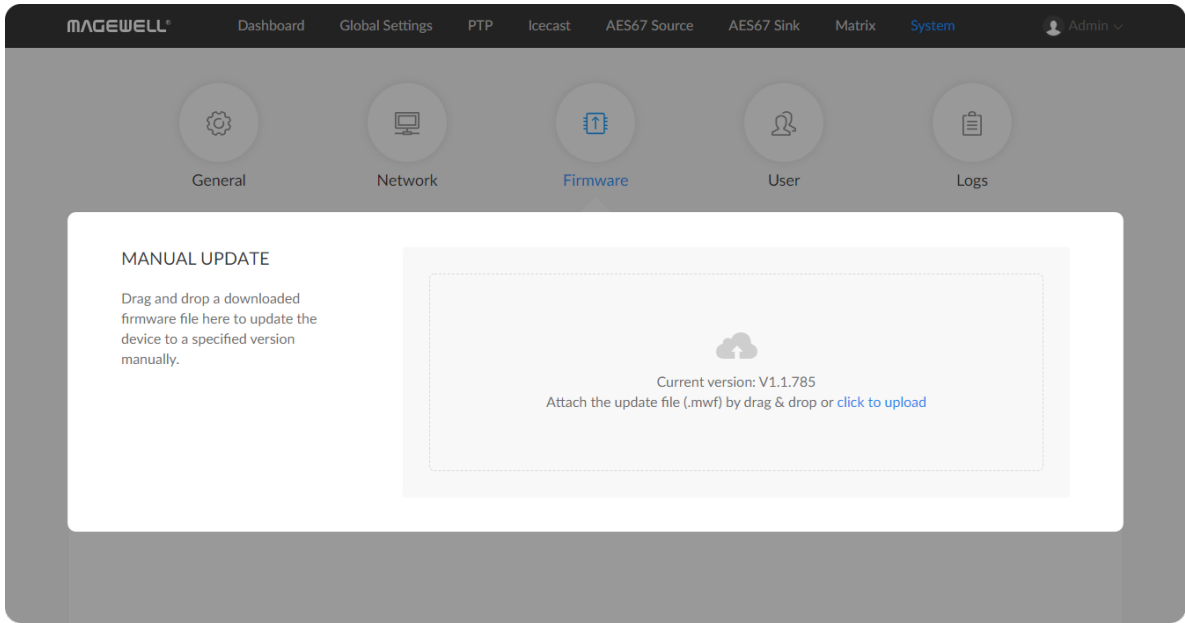 MAGEWELL® Dashboard Global Settings PTP Icecast AES67 Source AES67 Sink Matrix System Admin
General Network Firmware User Logs
MANUAL UPDATE
Drag and drop a downloaded
firmware file here to update the
device to a specified version
manually.
Current version: V1.1.785
Attach the update file (.mwf) by drag & drop or click to upload